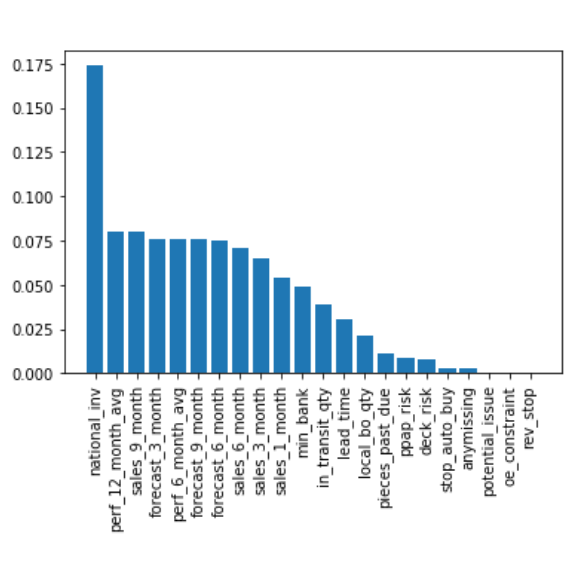 0.175
0.150
0.125
0.100
0.075
0.050
0.025
0.000
national_inv
perf_12_month_avg
sales_9_month
forecast_3_month
perf_6_month_avg
forecast_9_month
forecast_6_month
sales_6_month
sales_3_month
sales_1_month
min_bank
in_transit_qty
lead_time
local_bo_qty
pieces_past_due
ppap_risk
deck_risk
stop_auto_buy
anymissing
potential_issue
oe_constraint
rev_stop